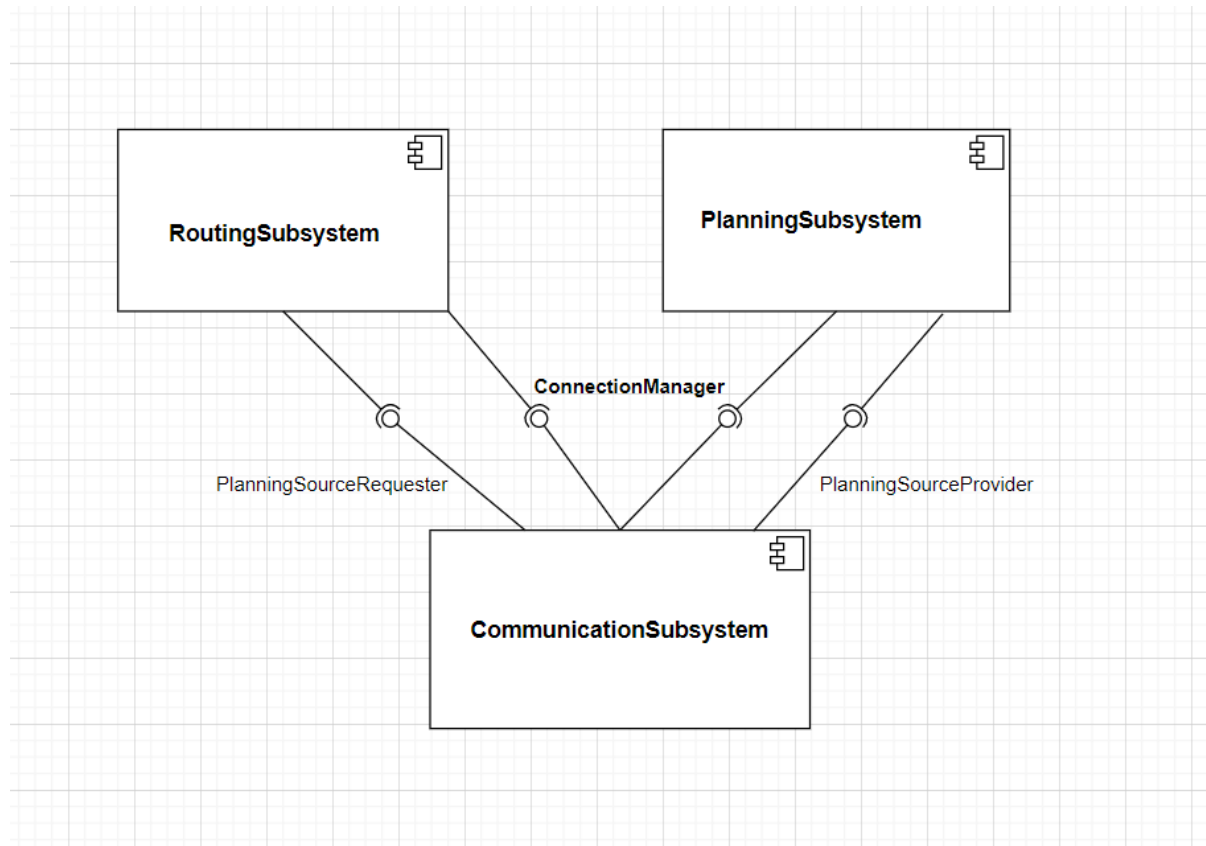 RoutingSubsystem
PlanningSubsystem
ConnectionManager
PlanningSourceRequester
PlanningSourceProvider
CommunicationSubsystem